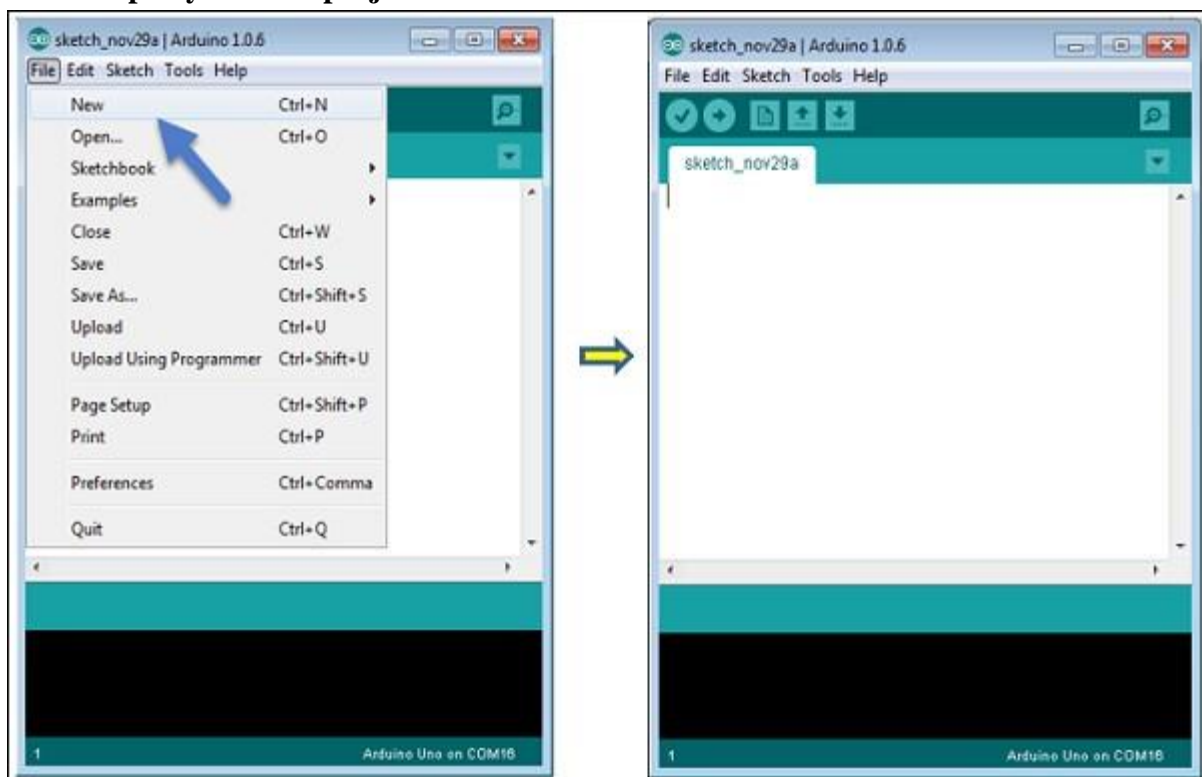 sketch_nov29a | Arduino 1.0.6
File Edit Sketch Tools Help
New Ctrl+N
Open... Ctrl+O
Sketchbook
Examples
Close Ctrl+W
Save Ctrl+S
Save As... Ctrl+Shift+S
Upload Ctrl+U
Upload Using Programmer Ctrl+Shift+U
Page Setup Ctrl+Shift+P
Print Ctrl+P
Preferences Ctrl+Comma
Quit Ctrl+Q
1 Arduino Uno on COM16
sketch_nov29a | Arduino 1.0.6
File Edit Sketch Tools Help
sketch_nov29a
1 Arduino Uno on COM16